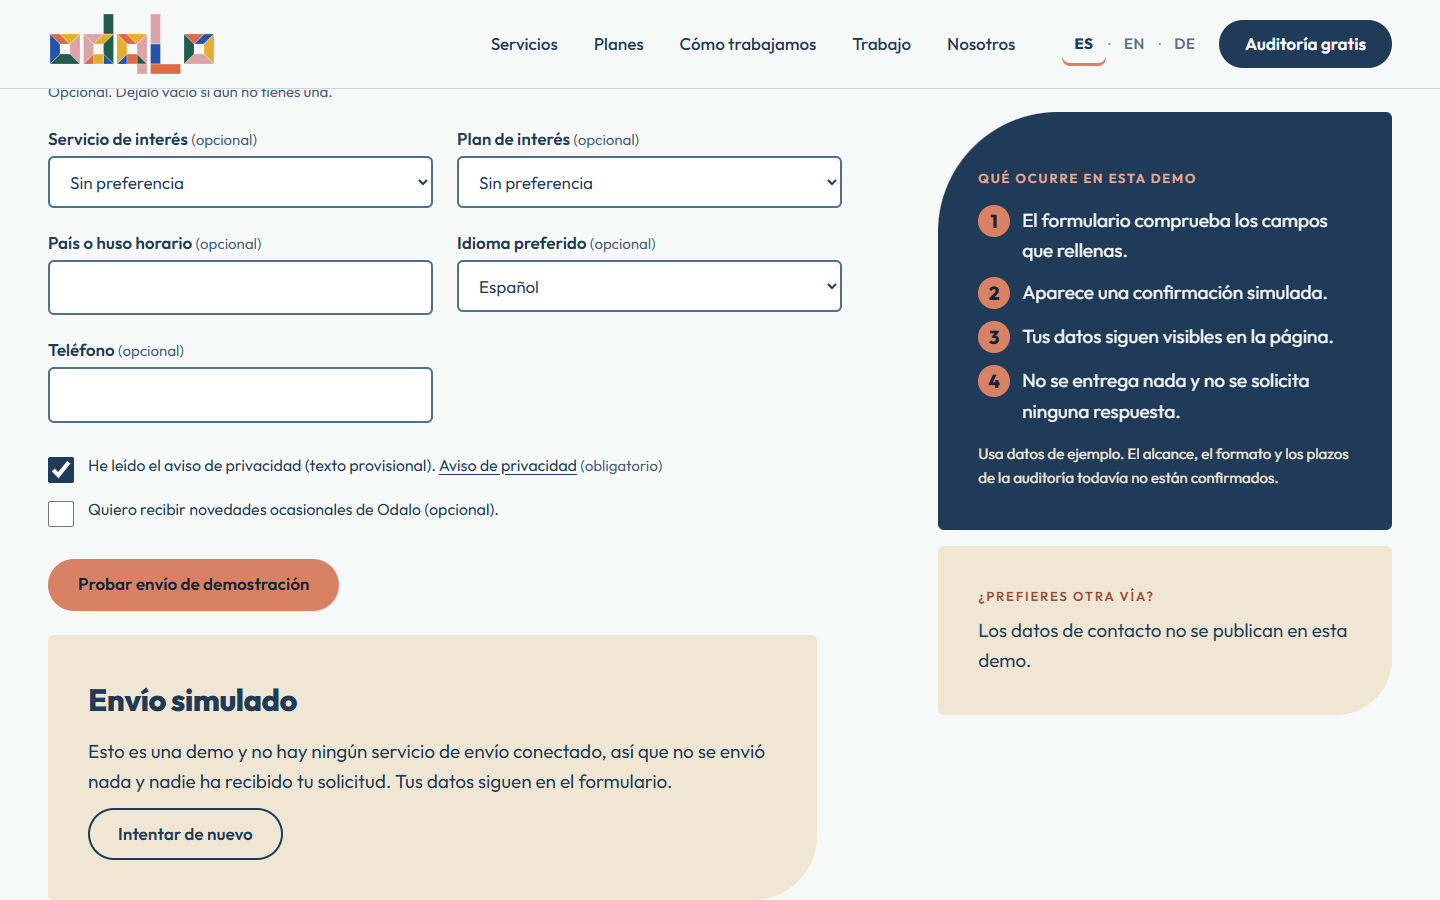 odalo
Servicios
Planes
Cómo trabajamos
Trabajo
Nosotros
ES · EN · DE
Auditoría gratis
Opcional. Déjalo vacío si aún no tienes una.
Servicio de interés (opcional)
Sin preferencia
Plan de interés (opcional)
Sin preferencia
País o huso horario (opcional)
Idioma preferido (opcional)
Español
Teléfono (opcional)
He leído el aviso de privacidad (texto provisional). Aviso de privacidad (obligatorio)
Quiero recibir novedades ocasionales de Odalo (opcional).
Probar envío de demostración
Envío simulado
Esto es una demo y no hay ningún servicio de envío conectado, así que no se envió
nada y nadie ha recibido tu solicitud. Tus datos siguen en el formulario.
Intentar de nuevo
QUÉ OCURRE EN ESTA DEMO
1 El formulario comprueba los campos
que rellenas.
2 Aparece una confirmación simulada.
3 Tus datos siguen visibles en la página.
4 No se entrega nada y no se solicita
ninguna respuesta.
Usa datos de ejemplo. El alcance, el formato y los plazos
de la auditoría todavía no están confirmados.
¿PREFIERES OTRA VÍA?
Los datos de contacto no se publican en esta
demo.